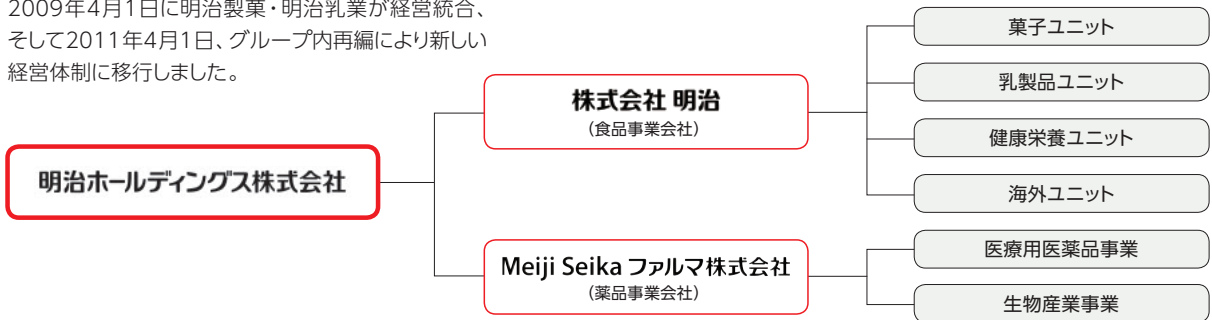 2009年4月1日に明治製菓・明治乳業が経営統合、
そして2011年4月1日、グループ内再編により新しい
経営体制に移行しました。
明治ホールディングス株式会社
株式会社 明治
（食品事業会社）
菓子ユニット
乳製品ユニット
健康栄養ユニット
海外ユニット
Meiji Seika ファルマ株式会社
（薬品事業会社）
医療用医薬品事業
生物産業事業